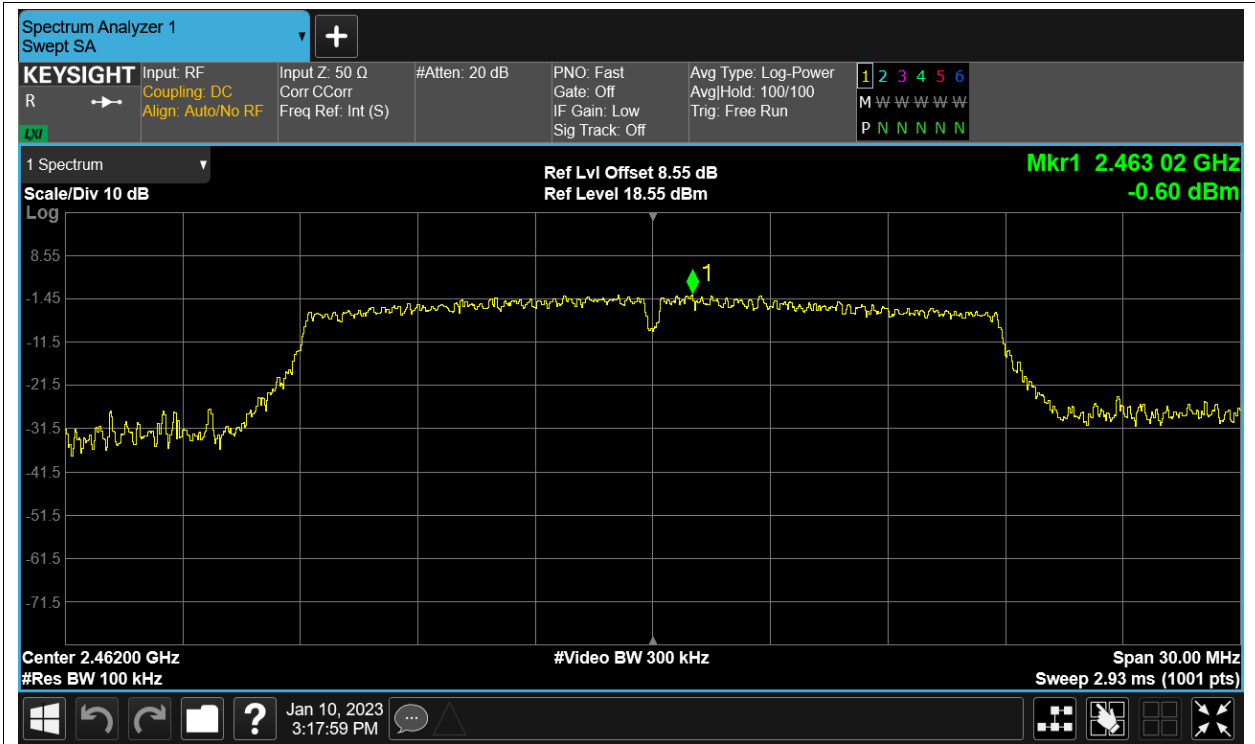 Spectrum Analyzer 1
Swept SA
KEYSIGHT
R
LXI
Input: RF
Coupling: DC
Align: Auto/No RF
Input Z: 50 Ω
Corr CCorr
Freq Ref: Int (S)
#Atten: 20 dB
PNO: Fast
Gate: Off
IF Gain: Low
Sig Track: Off
Avg Type: Log-Power
Avg|Hold: 100/100
Trig: Free Run
1 2 3 4 5 6
M W W W W W
P N N N N N
1 Spectrum
Scale/Div 10 dB
Ref Lvl Offset 8.55 dB
Ref Level 18.55 dBm
Mkr1 2.463 02 GHz
-0.60 dBm
Log
8.55
-1.45
-11.5
-21.5
-31.5
-41.5
-51.5
-61.5
-71.5
1
Center 2.46200 GHz
#Res BW 100 kHz
#Video BW 300 kHz
Span 30.00 MHz
Sweep 2.93 ms (1001 pts)
?
Jan 10, 2023
3:17:59 PM